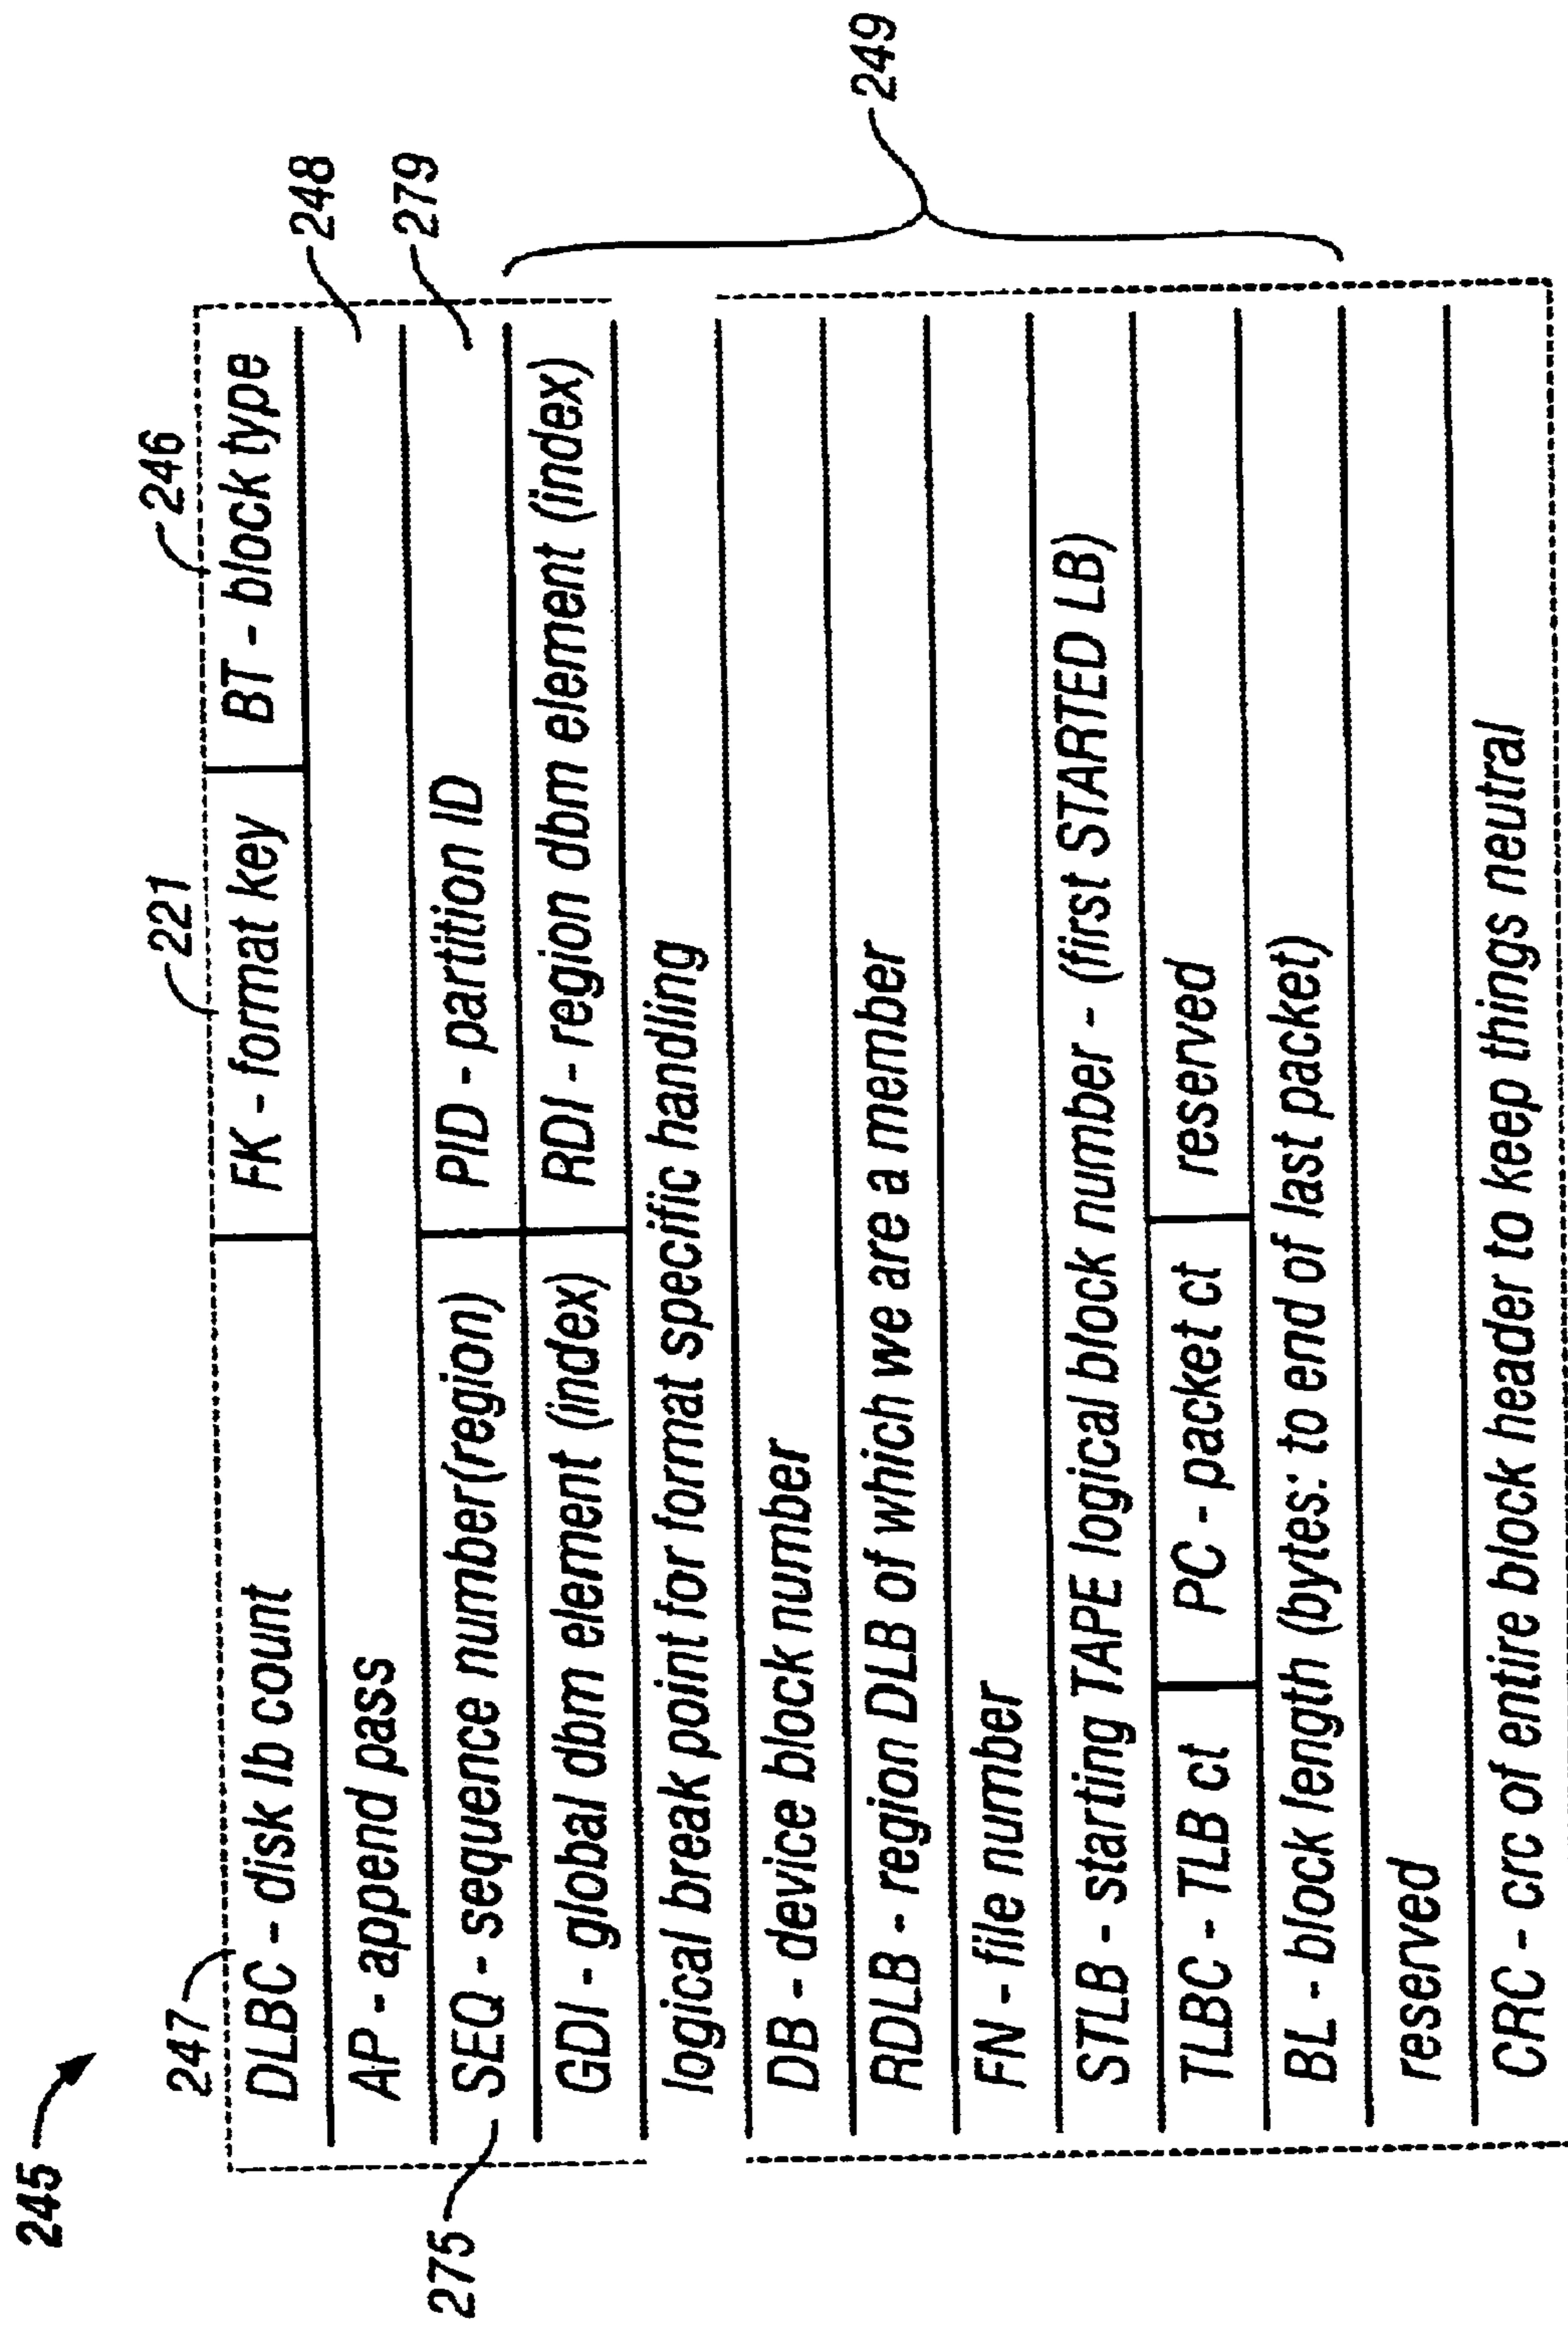 245
247
221
246
DLBC - disk lb count FK - format key BT - block type
248
AP - append pass
279
275
SEQ - sequence number(region) PID - partition ID
GDI - global dbm element (index) RDI - region dbm element (index)
logical break point for format specific handling
249
DB - device block number
RDLB - region DLB of which we are a member
FN - file number
STLB - starting TAPE logical block number - (first STARTED LB)
TLBC - TLB ct PC - packet ct reserved
BL - block length (bytes: to end of last packet)
reserved
CRC - crc of entire block header to keep things neutral